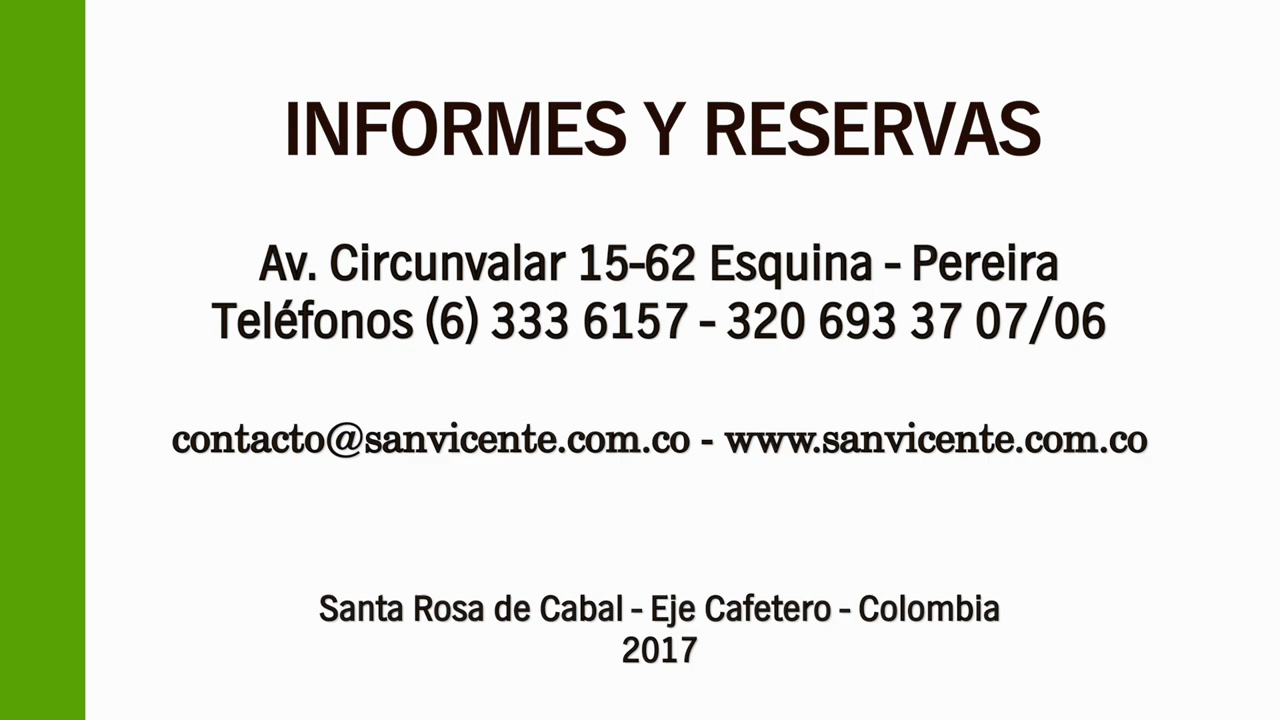 INFORMES Y RESERVAS
Av. Circunvalar 15-62 Esquina - Pereira
Teléfonos (6) 333 6157 - 320 693 37 07/06
contacto@sanvicente.com.co - www.sanvicente.com.co
Santa Rosa de Cabal - Eje Cafetero - Colombia
2017